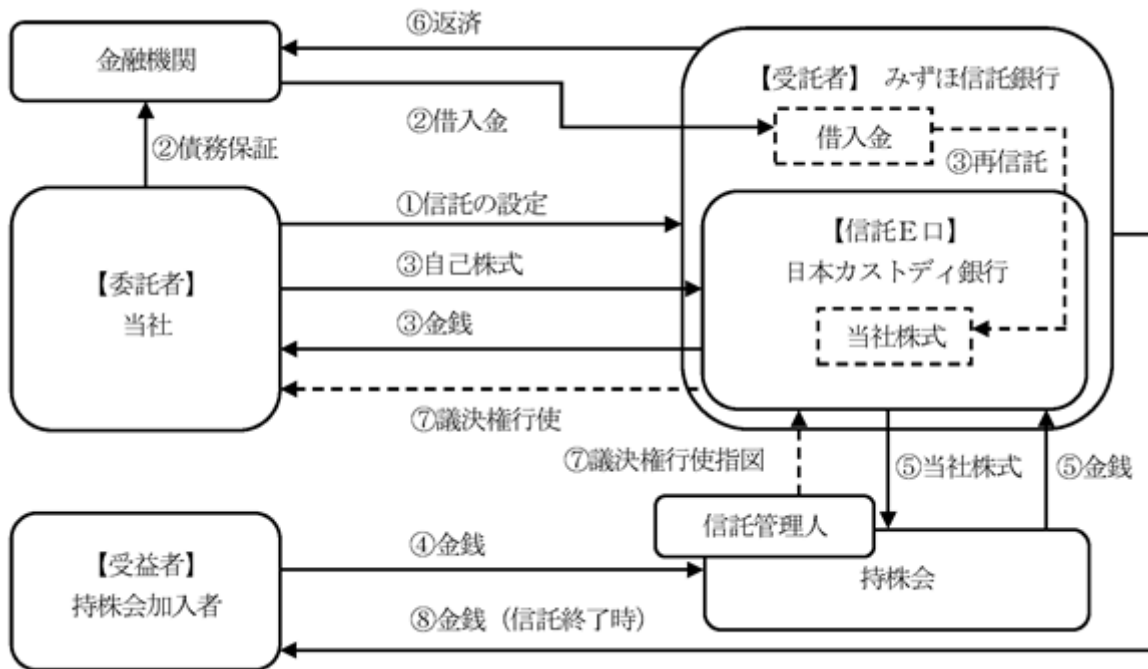 ⑥返済
金融機関
【受託者】 みずほ信託銀行
②借入金
借入金
②債務保証
③再信託
①信託の設定
【信託E口】
日本カストディ銀行
③自己株式
【委託者】
当社
③金銭
当社株式
⑦議決権行使
⑦議決権行使指図
⑤当社株式
⑤金銭
信託管理人
④金銭
【受益者】
持株会加入者
持株会
⑧金銭（信託終了時）